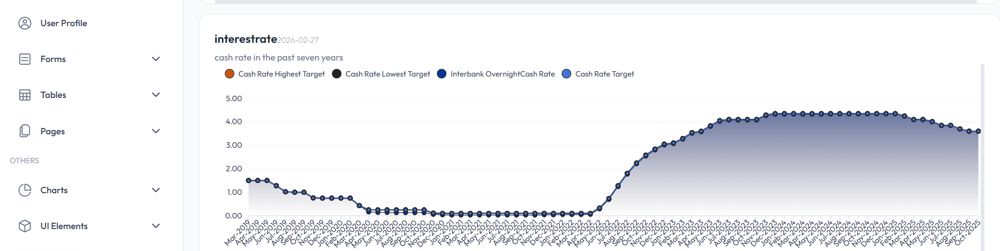 User Profile
Forms
Tables
Pages
OTHERS
Charts
UI Elements
interestrate2026-02-27
cash rate in the past seven years
Cash Rate Highest Target
Cash Rate Lowest Target
Interbank OvernightCash Rate
Cash Rate Target
5.00
4.00
3.00
2.00
1.00
0.00
Mar-2019
Apr-2019
May-2019
Jun-2019
Jul-2019
Aug-2019
Sep-2019
Oct-2019
Nov-2019
Dec-2019
Jan-2020
Feb-2020
Mar-2020
Apr-2020
May-2020
Jun-2020
Jul-2020
Aug-2020
Sep-2020
Oct-2020
Nov-2020
Dec-2020
Jan-2021
Feb-2021
Mar-2021
Apr-2021
May-2021
Jun-2021
Jul-2021
Aug-2021
Sep-2021
Oct-2021
Nov-2021
Dec-2021
Jan-2022
Feb-2022
Mar-2022
Apr-2022
May-2022
Jun-2022
Jul-2022
Aug-2022
Sep-2022
Oct-2022
Nov-2022
Dec-2022
Jan-2023
Feb-2023
Mar-2023
Apr-2023
May-2023
Jun-2023
Jul-2023
Aug-2023
Sep-2023
Oct-2023
Nov-2023
Dec-2023
Jan-2024
Feb-2024
Mar-2024
Apr-2024
May-2024
Jun-2024
Jul-2024
Aug-2024
Sep-2024
Oct-2024
Nov-2024
Dec-2024
Jan-2025
Feb-2025
Mar-2025
Apr-2025
May-2025
Jun-2025
Jul-2025
Aug-2025
Sep-2025
Oct-2025